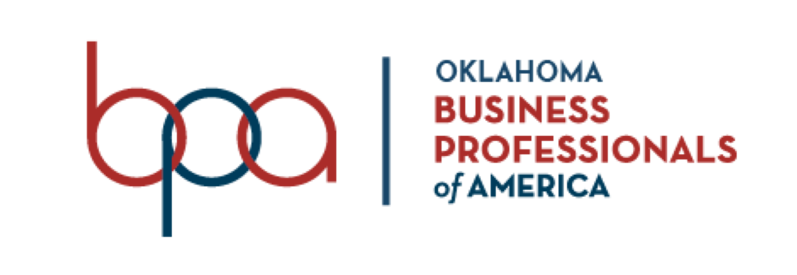 bpa
OKLAHOMA
BUSINESS
PROFESSIONALS
of AMERICA